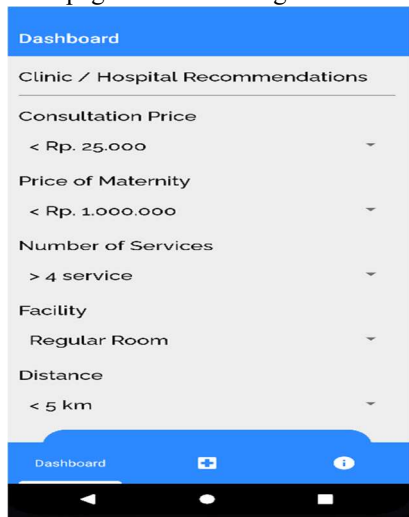 Dashboard
Clinic / Hospital Recommendations
Consultation Price
< Rp. 25.000
Price of Maternity
< Rp. 1.000.000
Number of Services
> 4 service
Facility
Regular Room
Distance
< 5 km
Dashboard